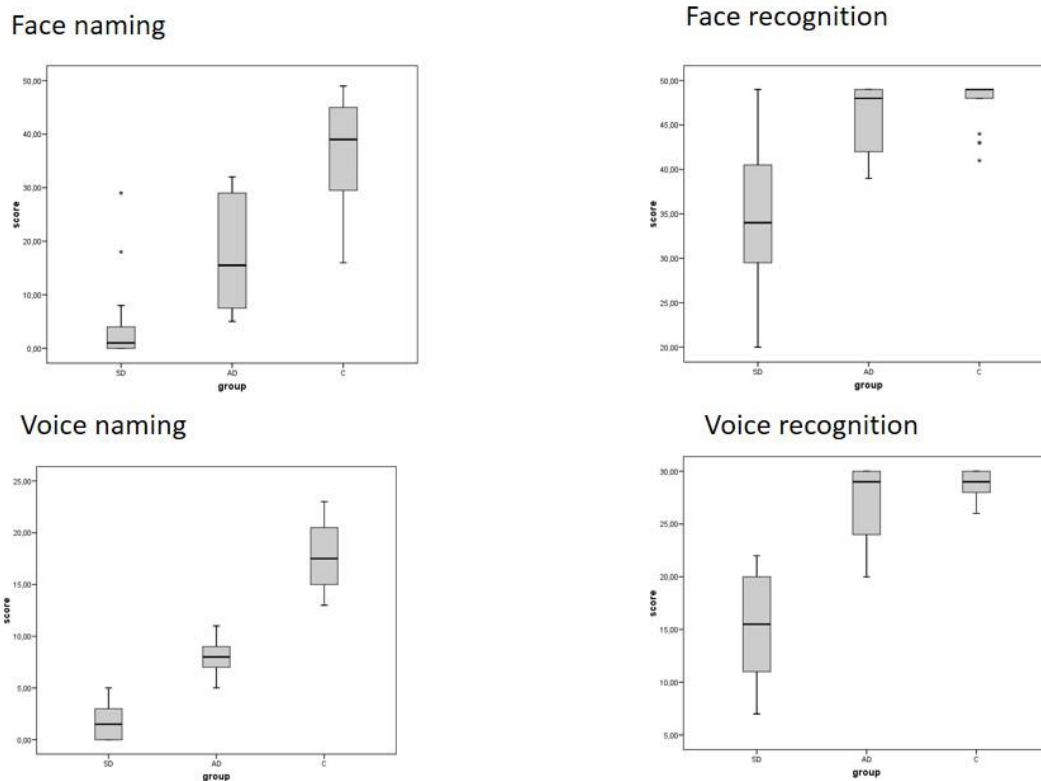 Face naming
50,00
40,00
30,00
20,00
10,00
0,00
score
SD AD C
group
Face recognition
50,00
45,00
40,00
35,00
30,00
25,00
20,00
score
SD AD C
group
Voice naming
25,00
20,00
15,00
10,00
5,00
0,00
score
SD AD C
group
Voice recognition
30,00
25,00
20,00
15,00
10,00
5,00
score
SD AD C
group